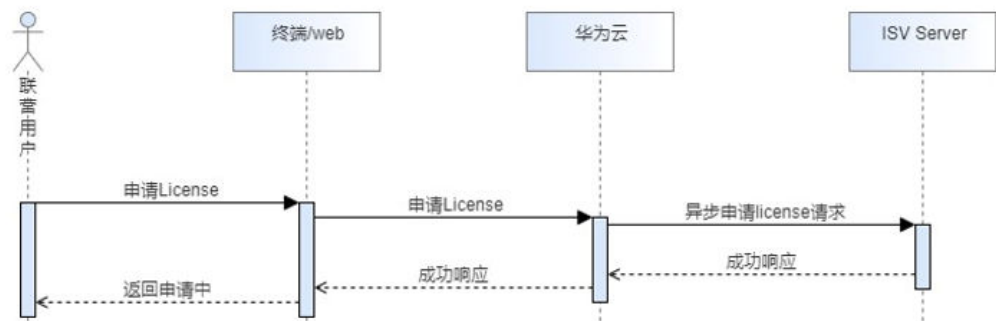 终端/web
华为云
ISV Server
联营用户
申请License
申请License
异步申请license请求
成功响应
成功响应
返回申请中